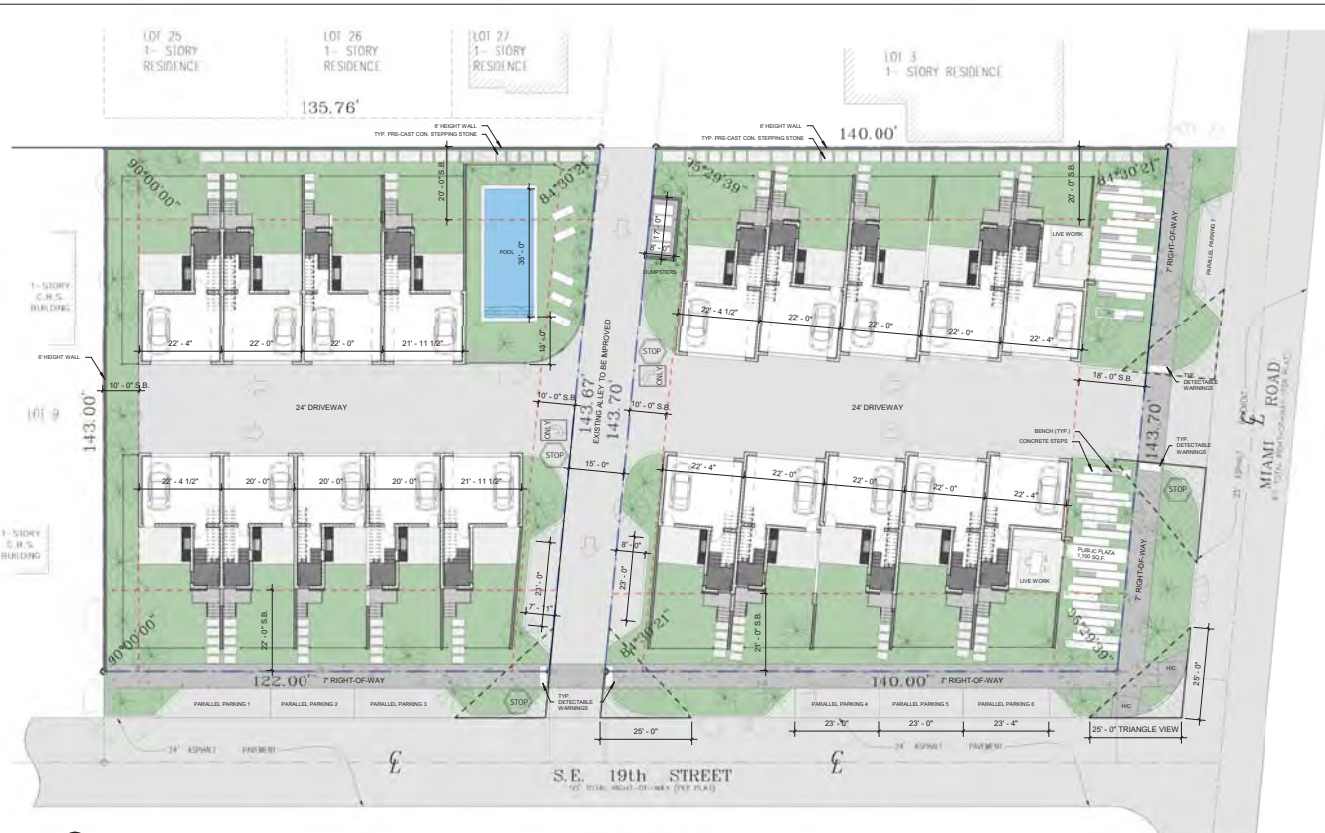 LOT 25
1- STORY
RESIDENCE
LOT 26
1- STORY
RESIDENCE
LOT 27
1- STORY
RESIDENCE
LOT 3
1- STORY RESIDENCE
135.76'
6' HEIGHT WALL
TYP. PRE-CAST CON. STEPPING STONE
6' HEIGHT WALL
TYP. PRE-CAST CON. STEPPING STONE
140.00'
90°00'00"
20' - 0" S.B.
84°30'21"
95°29'39"
20' - 0" S.B.
84°30'21"
POOL
35' - 0"
13' - 0"
17'- 0"
8' - 0"
DUMPSTERS
LIVE WORK
7' RIGHT-OF-WAY
PARALLEL PARKING 7
1-STORY
C.B.S.
BUILDING
22' - 4"
22' - 0"
22' - 0"
21' - 11 1/2"
22' - 4 1/2"
22' - 0"
22' - 0"
22' - 0"
22' - 4"
6' HEIGHT WALL
10' - 0" S.B.
STOP
ONLY
143.67'
EXISTING ALLEY TO BE IMPROVED
143.70'
18' - 0" S.B.
TYP.
DETECTABLE
WARNINGS
143.00'
24' DRIVEWAY
10' - 0" S.B.
10' - 0" S.B.
24' DRIVEWAY
143.70'
MIAMI ROAD
ONLY
STOP
15' - 0"
BENCH (TYP.)
CONCRETE STEPS
TYP.
DETECTABLE
WARNINGS
STOP
22' - 4 1/2"
20' - 0"
20' - 0"
20' - 0"
21' - 11 1/2"
22' - 4"
22' - 0"
22' - 0"
22' - 0"
22' - 4"
1-STORY
C.B.S.
BUILDING
8' - 0"
23' - 0"
23' - 0"
7' - 11"
LIVE WORK
PUBLIC PLAZA
1,700 SQ.F.
7' RIGHT-OF-WAY
90°00'00"
22' - 0" S.B.
84°30'21"
21' - 0" S.B.
95°29'39"
25' - 0"
H/C
H/C
122.00'
7' RIGHT-OF-WAY
140.00'
7' RIGHT-OF-WAY
PARALLEL PARKING 1
PARALLEL PARKING 2
PARALLEL PARKING 3
STOP
TYP.
DETECTABLE
WARNINGS
PARALLEL PARKING 4
PARALLEL PARKING 5
PARALLEL PARKING 6
25' - 0"
23' - 0"
23' - 0"
23' - 4"
25' - 0" TRIANGLE VIEW
24' ASPHALT PAVEMENT
24' ASPHALT PAVEMENT
S.E. 19th STREET